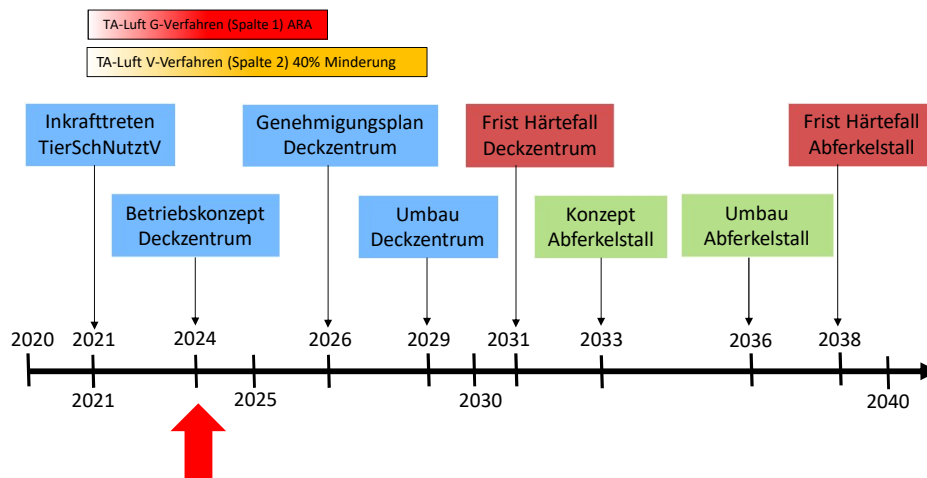 TA-Luft G-Verfahren (Spalte 1) ARA
TA-Luft V-Verfahren (Spalte 2) 40% Minderung
Inkrafttreten
TierSchNutztV
Genehmigungsplan
Deckzentrum
Frist Härtefall
Deckzentrum
Frist Härtefall
Abferkelstall
Betriebskonzept
Deckzentrum
Umbau
Deckzentrum
Konzept
Abferkelstall
Umbau
Abferkelstall
2020 2021 2024 2026 2029 2031 2033 2036 2038
2021 2025 2030 2040